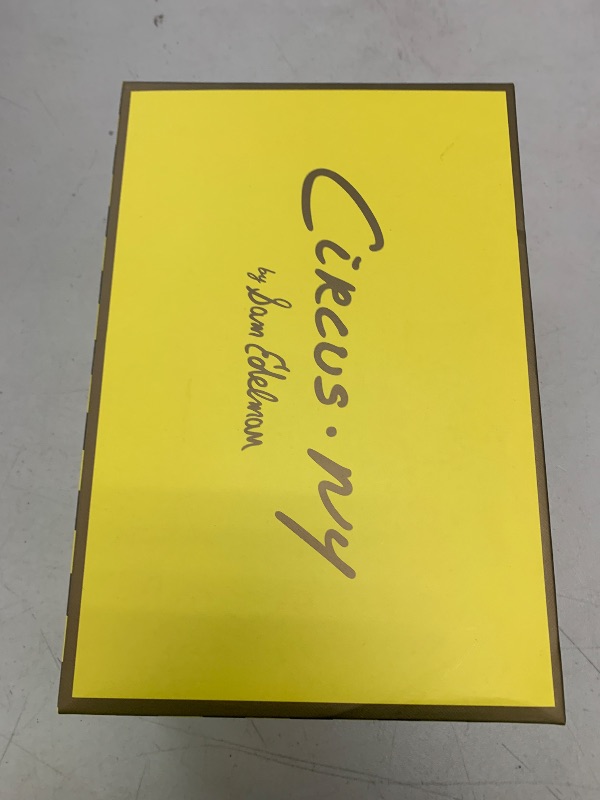 Circus · ny
by Sam Edelman